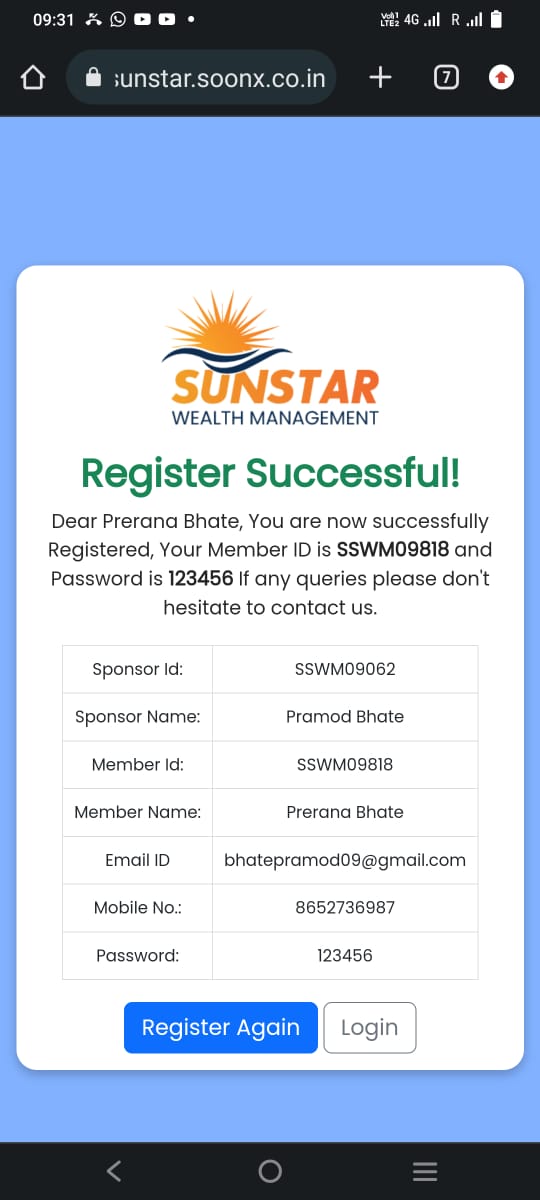 09:31
Vo)) 4G R
LTE2
sunstar.soonx.co.in
7
SUNSTAR
WEALTH MANAGEMENT
Register Successful!
Dear Prerana Bhate, You are now successfully
Registered, Your Member ID is SSWM09818 and
Password is 123456 If any queries please don't
hesitate to contact us.
Sponsor Id: SSWM09062
Sponsor Name: Pramod Bhate
Member Id: SSWM09818
Member Name: Prerana Bhate
Email ID bhatepramod09@gmail.com
Mobile No.: 8652736987
Password: 123456
Register Again Login